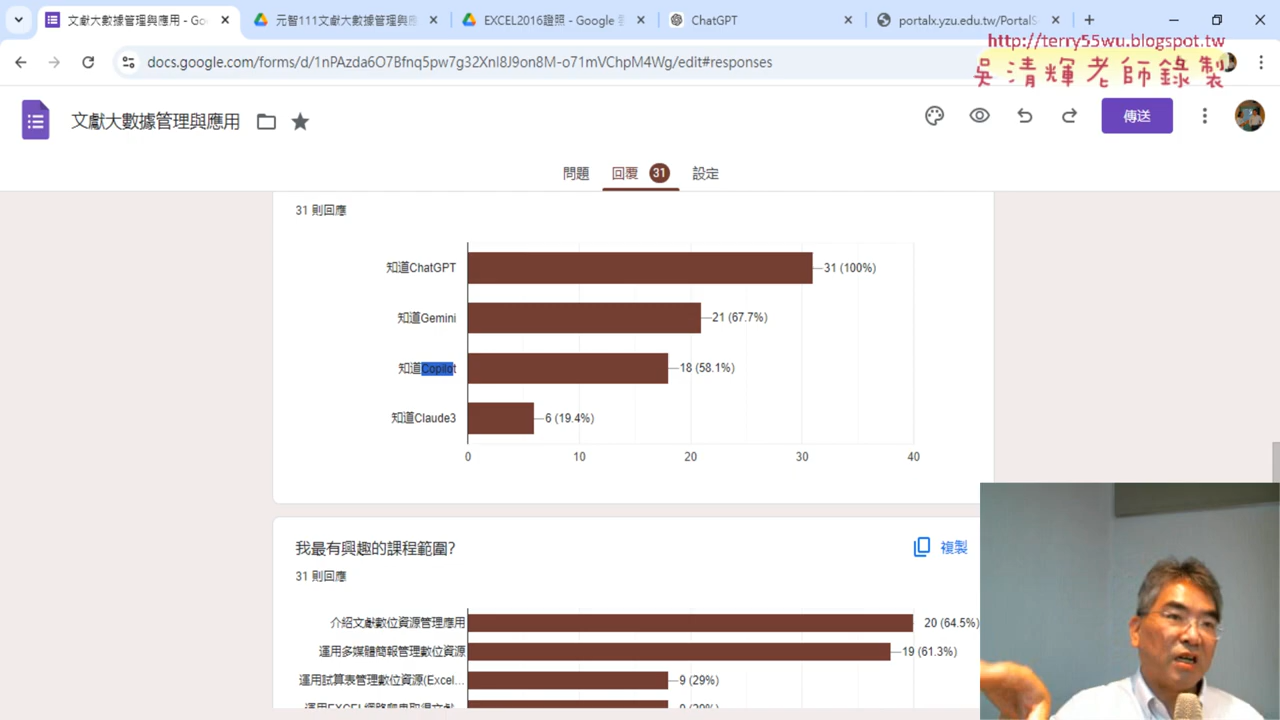 文獻大數據管理與應用 - Go
元智111文獻大數據管理與應
EXCEL2016證照 - Google
ChatGPT
portalx.yzu.edu.tw/PortalS
http://terry55wu.blogspot.tw
docs.google.com/forms/d/1nPAzda6O7Bfnq5pw7g32XnI8J9Dn8M-o71mVChpM4Wg/edit#responses
吳清輝老師錄製
文獻大數據管理與應用
傳送
問題
回覆 31
設定
31 則回應
知道ChatGPT 31 (100%)
知道Gemini 21 (67.7%)
知道Copilot 18 (58.1%)
知道Claude3 6 (19.4%)
0 10 20 30 40
我最有興趣的課程範圍?
複製
31 則回應
介紹文獻數位資源管理應用 20 (64.5%)
運用多媒體簡報管理數位資源 19 (61.3%)
運用試算表管理數位資源(Excel... 9 (29%)